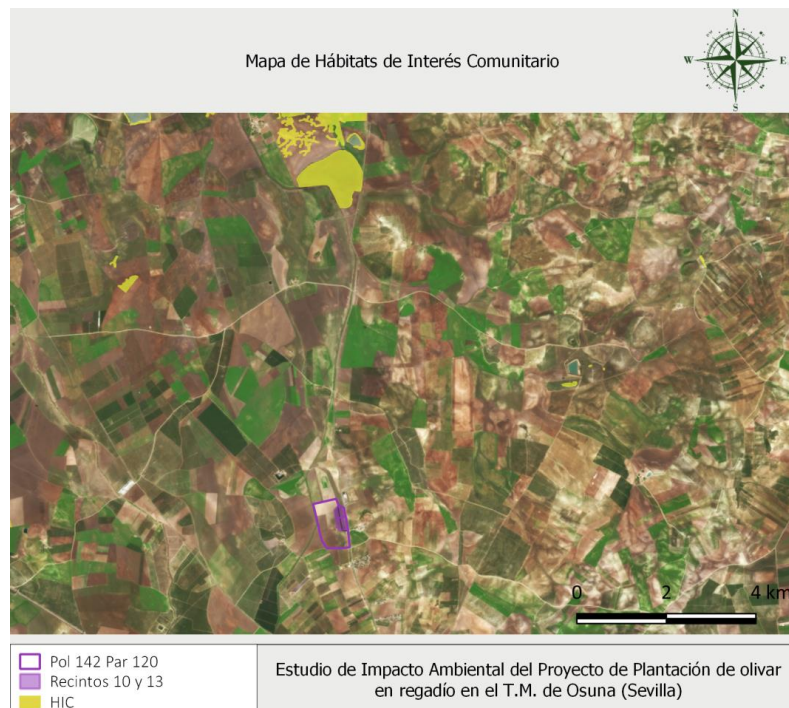 Mapa de Hábitats de Interés Comunitario
N
W
E
S
0 2 4 km
Pol 142 Par 120
Recintos 10 y 13
HIC
Estudio de Impacto Ambiental del Proyecto de Plantación de olivar
en regadío en el T.M. de Osuna (Sevilla)